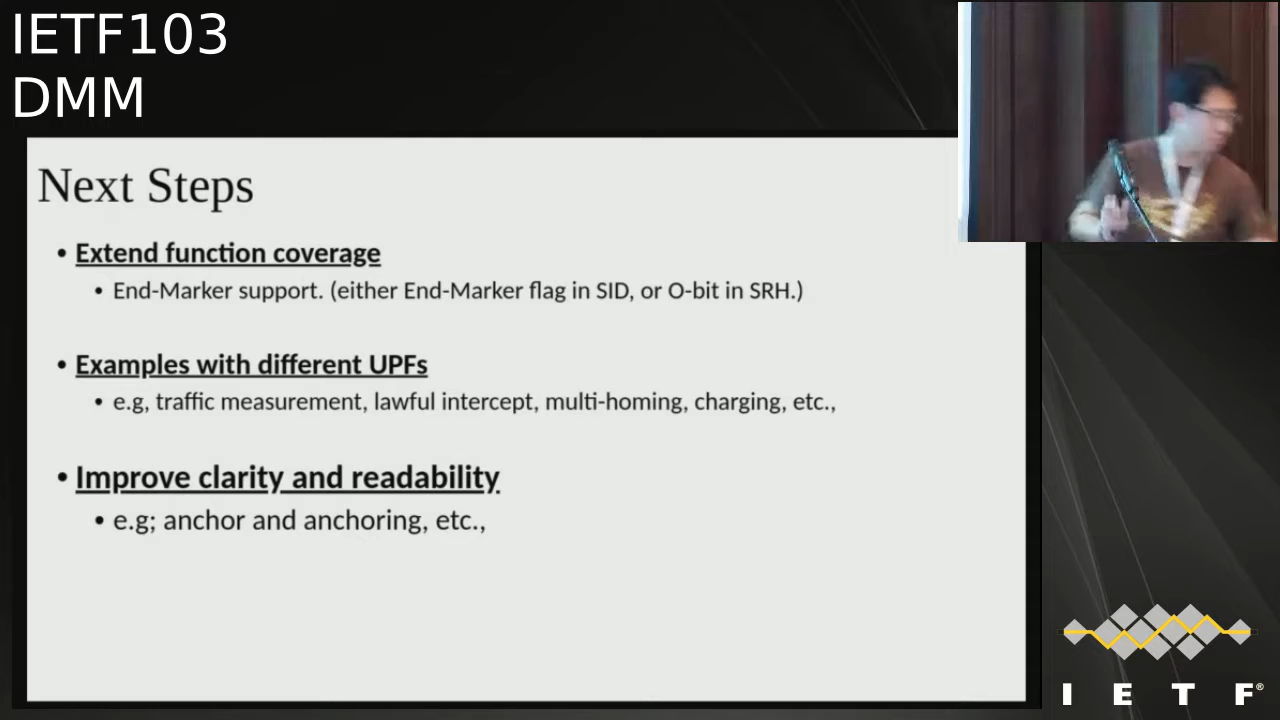 IETF103
DMM
Next Steps
• Extend function coverage
• End-Marker support. (either End-Marker flag in SID, or O-bit in SRH.)
• Examples with different UPFs
• e.g, traffic measurement, lawful intercept, multi-homing, charging, etc.,
• Improve clarity and readability
• e.g; anchor and anchoring, etc.,
I E T F®